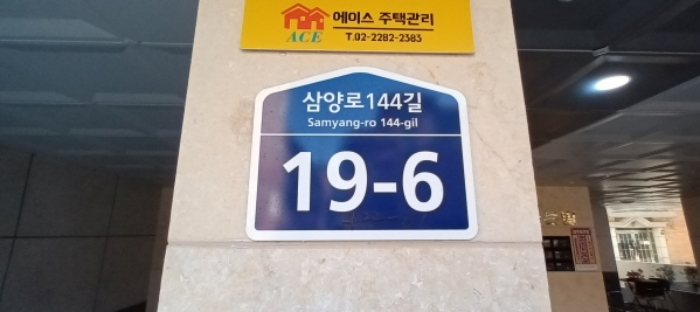 에이스 주택관리
ACE
T.02-2282-2383
삼양로144길
Samyang-ro 144-gil
19-6